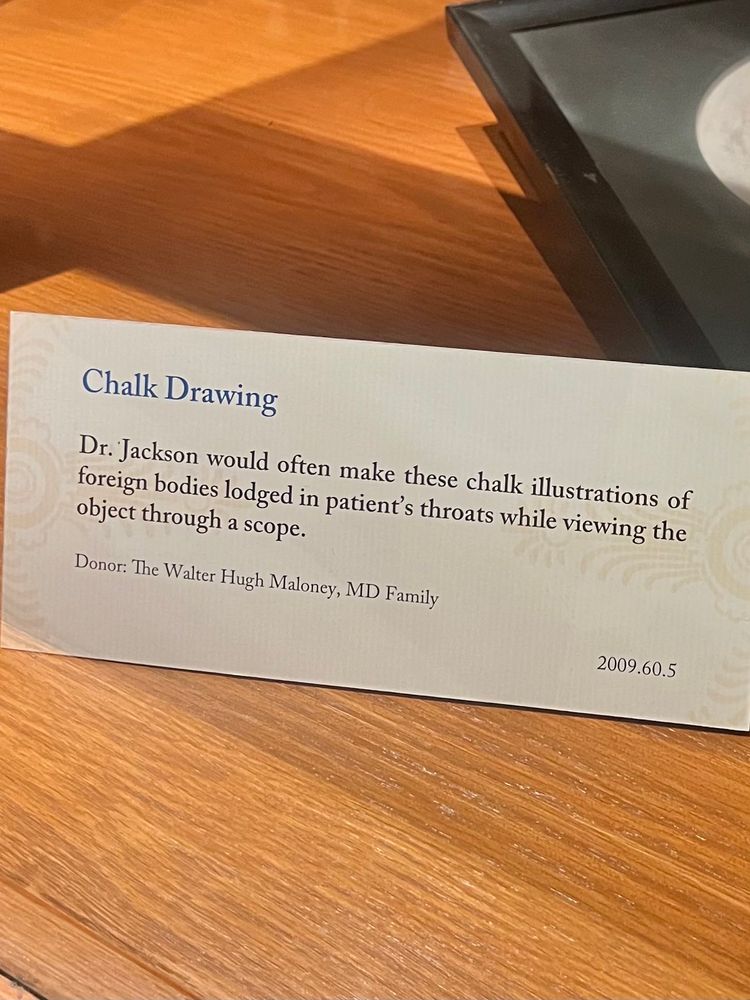 Chalk Drawing
Dr. Jackson would often make these chalk illustrations of
foreign bodies lodged in patient's throats while viewing the
object through a scope.
Donor: The Walter Hugh Maloney, MD Family
2009.60.5